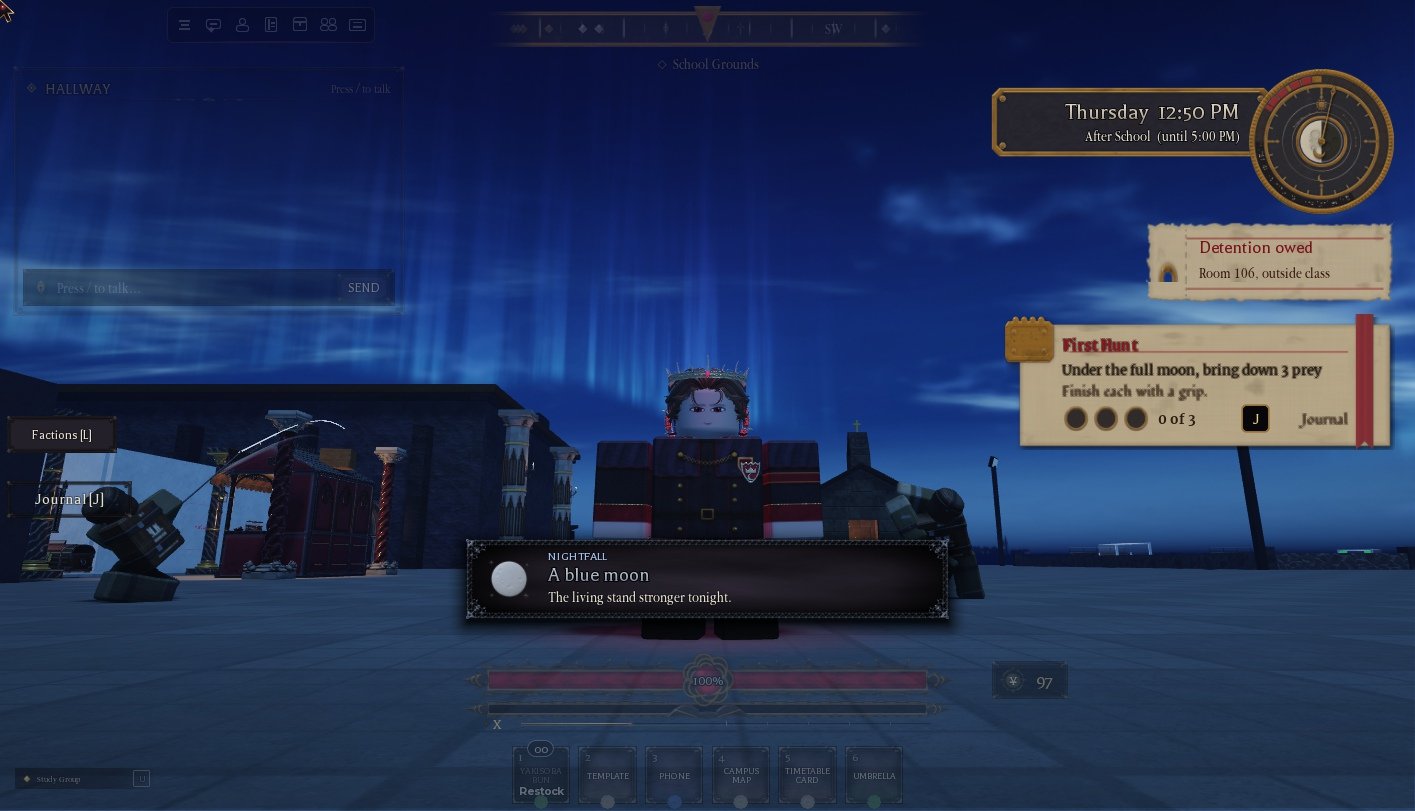 SW
School Grounds
HALLWAY
Press / to talk
Thursday 12:50 PM
After School (until 5:00 PM)
Detention owed
Room 106, outside class
Press / to talk...
SEND
First Hunt
Under the full moon, bring down 3 prey
Finish each with a grip.
0 of 3
J
Journal
Factions [L]
Journal [J]
NIGHTFALL
A blue moon
The living stand stronger tonight.
100%
¥ 97
X
00
1
YAKISOBA
BUN
Restock
2
TEMPLATE
3
PHONE
4
CAMPUS
MAP
5
TIMETABLE
CARD
6
UMBRELLA
Study Group
U